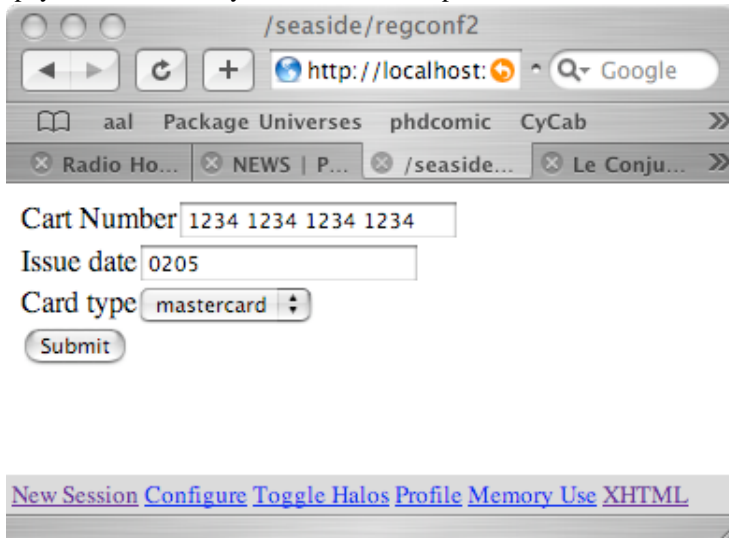 /seaside/regconf2
http://localhost: Google
aal Package Universes phdcomic CyCab »
Radio Ho... NEWS | P... /seaside... Le Conju... »
Cart Number 1234 1234 1234 1234
Issue date 0205
Card type mastercard
Submit
New Session Configure Toggle Halos Profile Memory Use XHTML